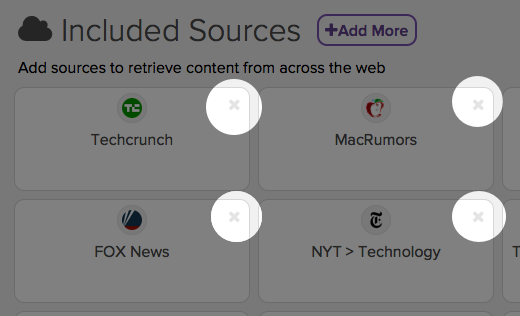 Included Sources
+Add More
Add sources to retrieve content from across the web
TC
Techcrunch
MacRumors
FOX News
T
NYT > Technology
T